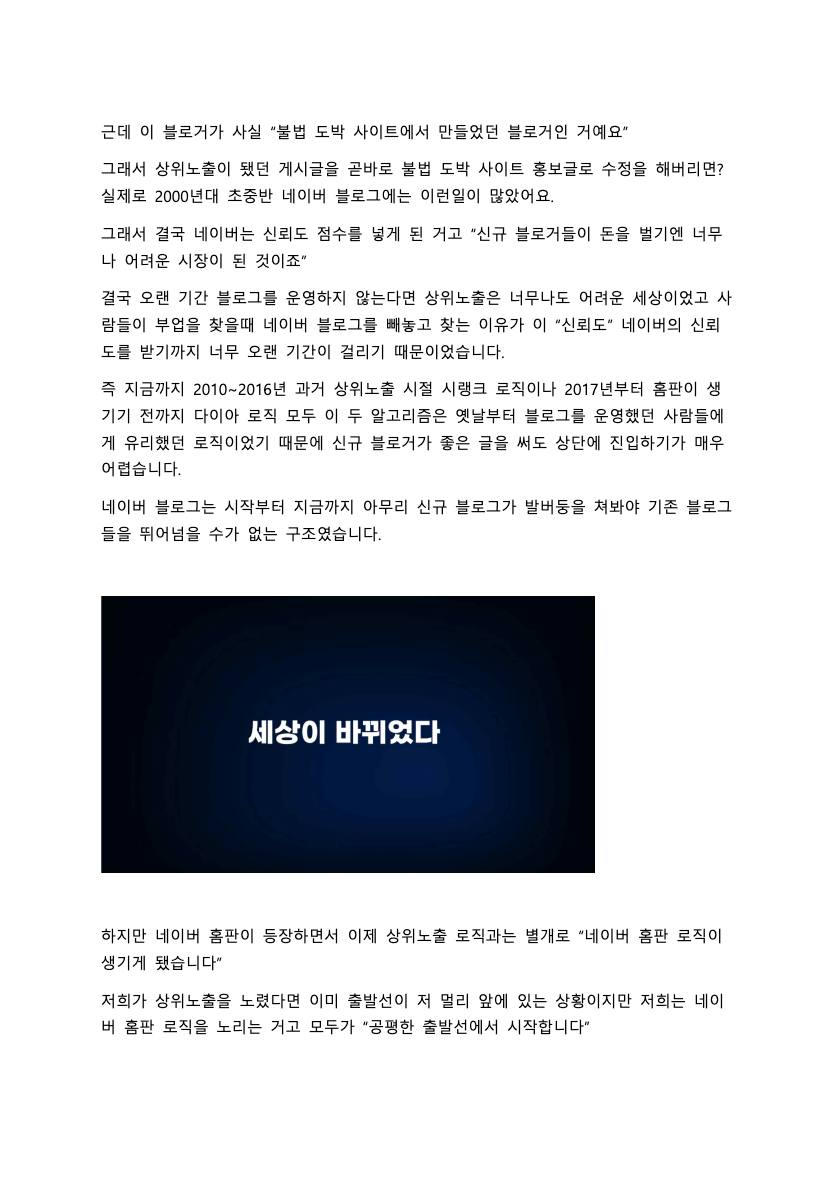 근데 이 블로거가 사실 “불법 도박 사이트에서 만들었던 블로거인 거예요”
그래서 상위노출이 됐던 게시글을 곧바로 불법 도박 사이트 홍보글로 수정을 해버리면?
실제로 2000년대 초중반 네이버 블로그에는 이런일이 많았어요.
그래서 결국 네이버는 신뢰도 점수를 넣게 된 거고 “신규 블로거들이 돈을 벌기엔 너무
나 어려운 시장이 된 것이죠”
결국 오랜 기간 블로그를 운영하지 않는다면 상위노출은 너무나도 어려운 세상이었고 사
람들이 부업을 찾을때 네이버 블로그를 빼놓고 찾는 이유가 이 “신뢰도” 네이버의 신뢰
도를 받기까지 너무 오랜 기간이 걸리기 때문이었습니다.
즉 지금까지 2010~2016년 과거 상위노출 시절 시랭크 로직이나 2017년부터 홈판이 생
기기 전까지 다이아 로직 모두 이 두 알고리즘은 옛날부터 블로그를 운영했던 사람들에
게 유리했던 로직이었기 때문에 신규 블로거가 좋은 글을 써도 상단에 진입하기가 매우
어렵습니다.
네이버 블로그는 시작부터 지금까지 아무리 신규 블로그가 발버둥을 쳐봐야 기존 블로그
들을 뛰어넘을 수가 없는 구조였습니다.
세상이 바뀌었다
하지만 네이버 홈판이 등장하면서 이제 상위노출 로직과는 별개로 “네이버 홈판 로직이
생기게 됐습니다”
저희가 상위노출을 노렸다면 이미 출발선이 저 멀리 앞에 있는 상황이지만 저희는 네이
버 홈판 로직을 노리는 거고 모두가 “공평한 출발선에서 시작합니다”